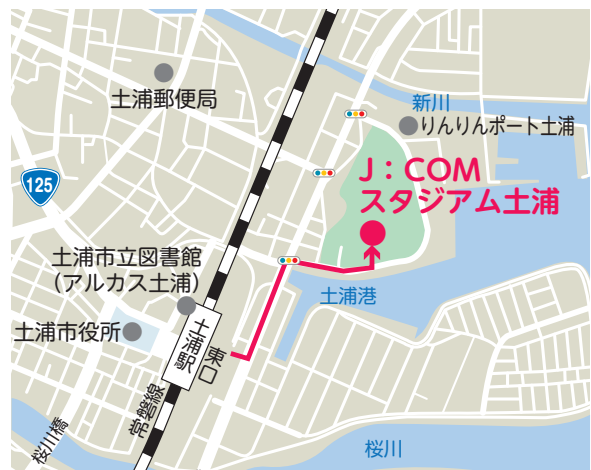 新川
土浦郵便局
りんりんポート土浦
J：COM
スタジアム土浦
125
土浦市立図書館
(アルカス土浦)
土浦港
土浦市役所
土浦駅
東口
常磐線
桜川橋
桜川